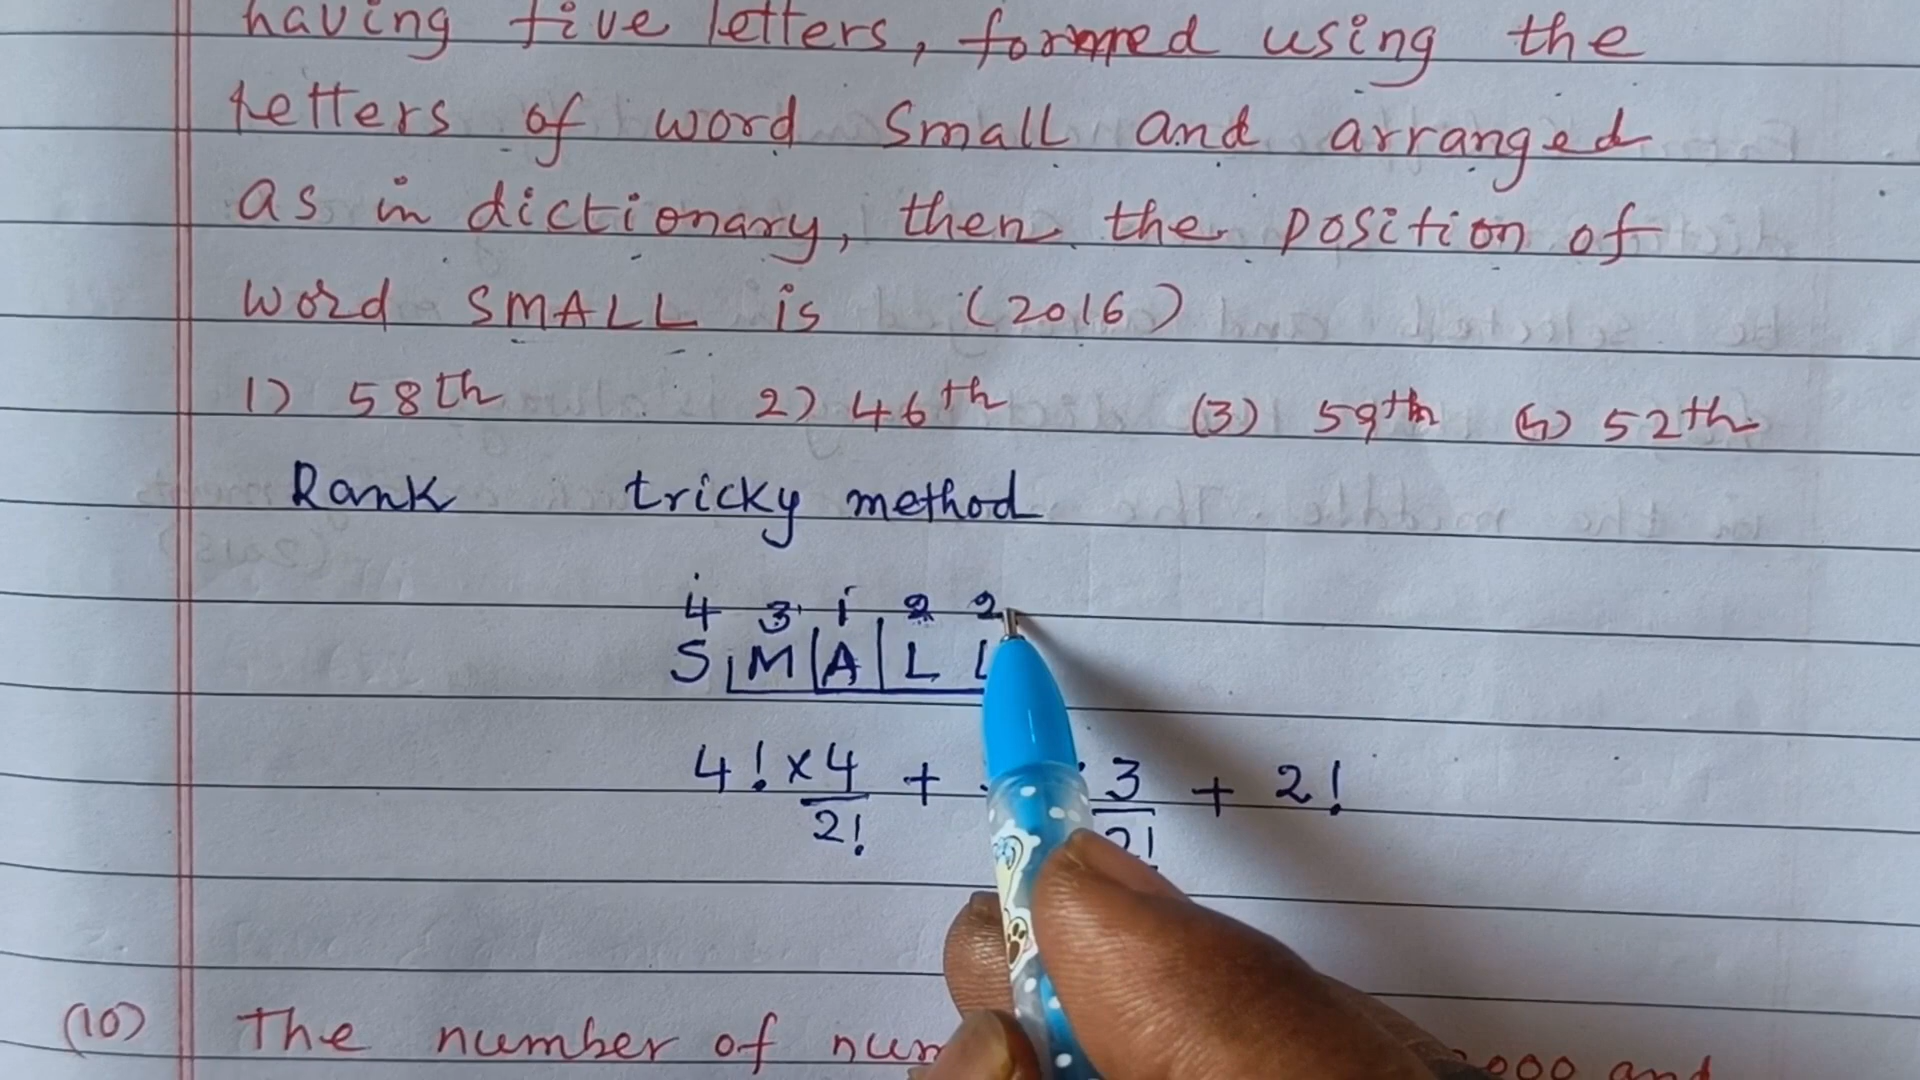 having five letters, formed using the
letters of word Small and arranged
as in dictionary, then the position of
word SMALL is (2016)
1) 58th 2) 46th (3) 59th (4) 52th
Rank tricky method
4 3 1 2 2
S M A L L
4! × 4 + 3 + 2!
2! 2!
(10) The number of 2000 and